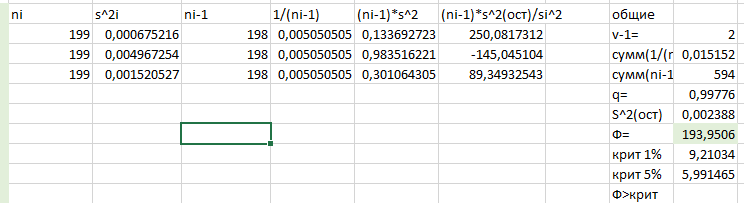 ni s^2i ni-1 1/(ni-1) (ni-1)*s^2 (ni-1)*s^2(ост)/si^2 общие
199 0,000675216 198 0,005050505 0,133692723 250,0817312 v-1= 2
199 0,004967254 198 0,005050505 0,983516221 -145,045104 сумм(1/(n 0,015152
199 0,001520527 198 0,005050505 0,301064305 89,34932543 сумм(ni-1 594
q= 0,99776
S^2(ост) 0,002388
Ф= 193,9506
крит 1% 9,21034
крит 5% 5,991465
Ф>крит